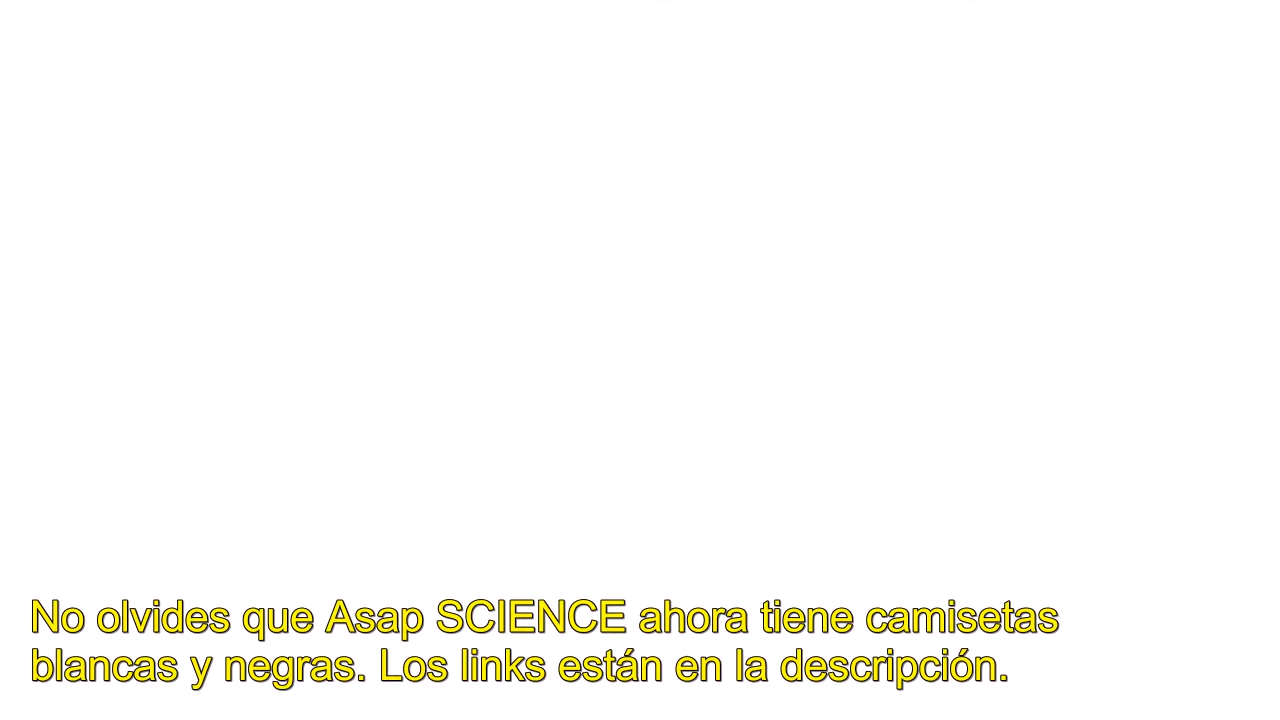 No olvides que Asap SCIENCE ahora tiene camisetas
blancas y negras. Los links están en la descripción.